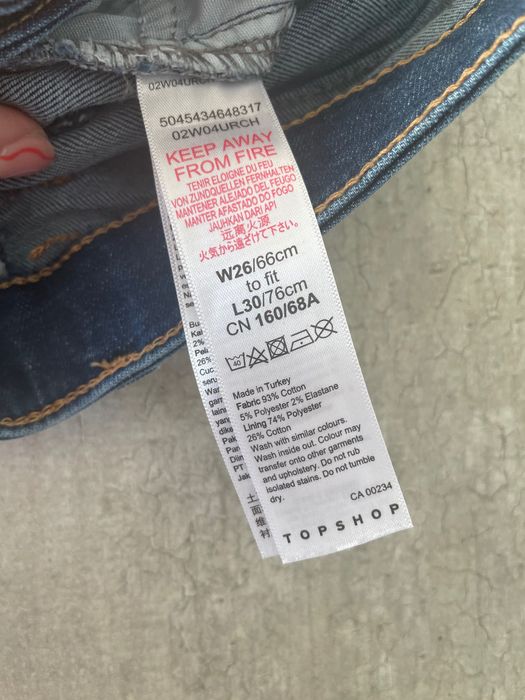 02W04URCH
5045434648317
02W04URCH
KEEP AWAY
FROM FIRE
TENIR ELOIGNE DU FEU
VON ZUNDQUELLEN FERNHALTEN
MANTENER ALEJADO DEL FEUGO
MANTER AFASTADO DO FOGO
JAUHKAN DARI API
远离火源
火気から遠ざけて下さい。
W26/66cm
to fit
L30/76cm
CN 160/68A
40
Made in Turkey
Fabric 93% Cotton
5% Polyester 2% Elastane
Lining 74% Polyester
26% Cotton
Wash with similar colours.
Wash inside out. Colour may
transfer onto other garments
and upholstery. Do not rub
isolated stains. Do not tumble
dry.
CA 00234
TOPSHOP